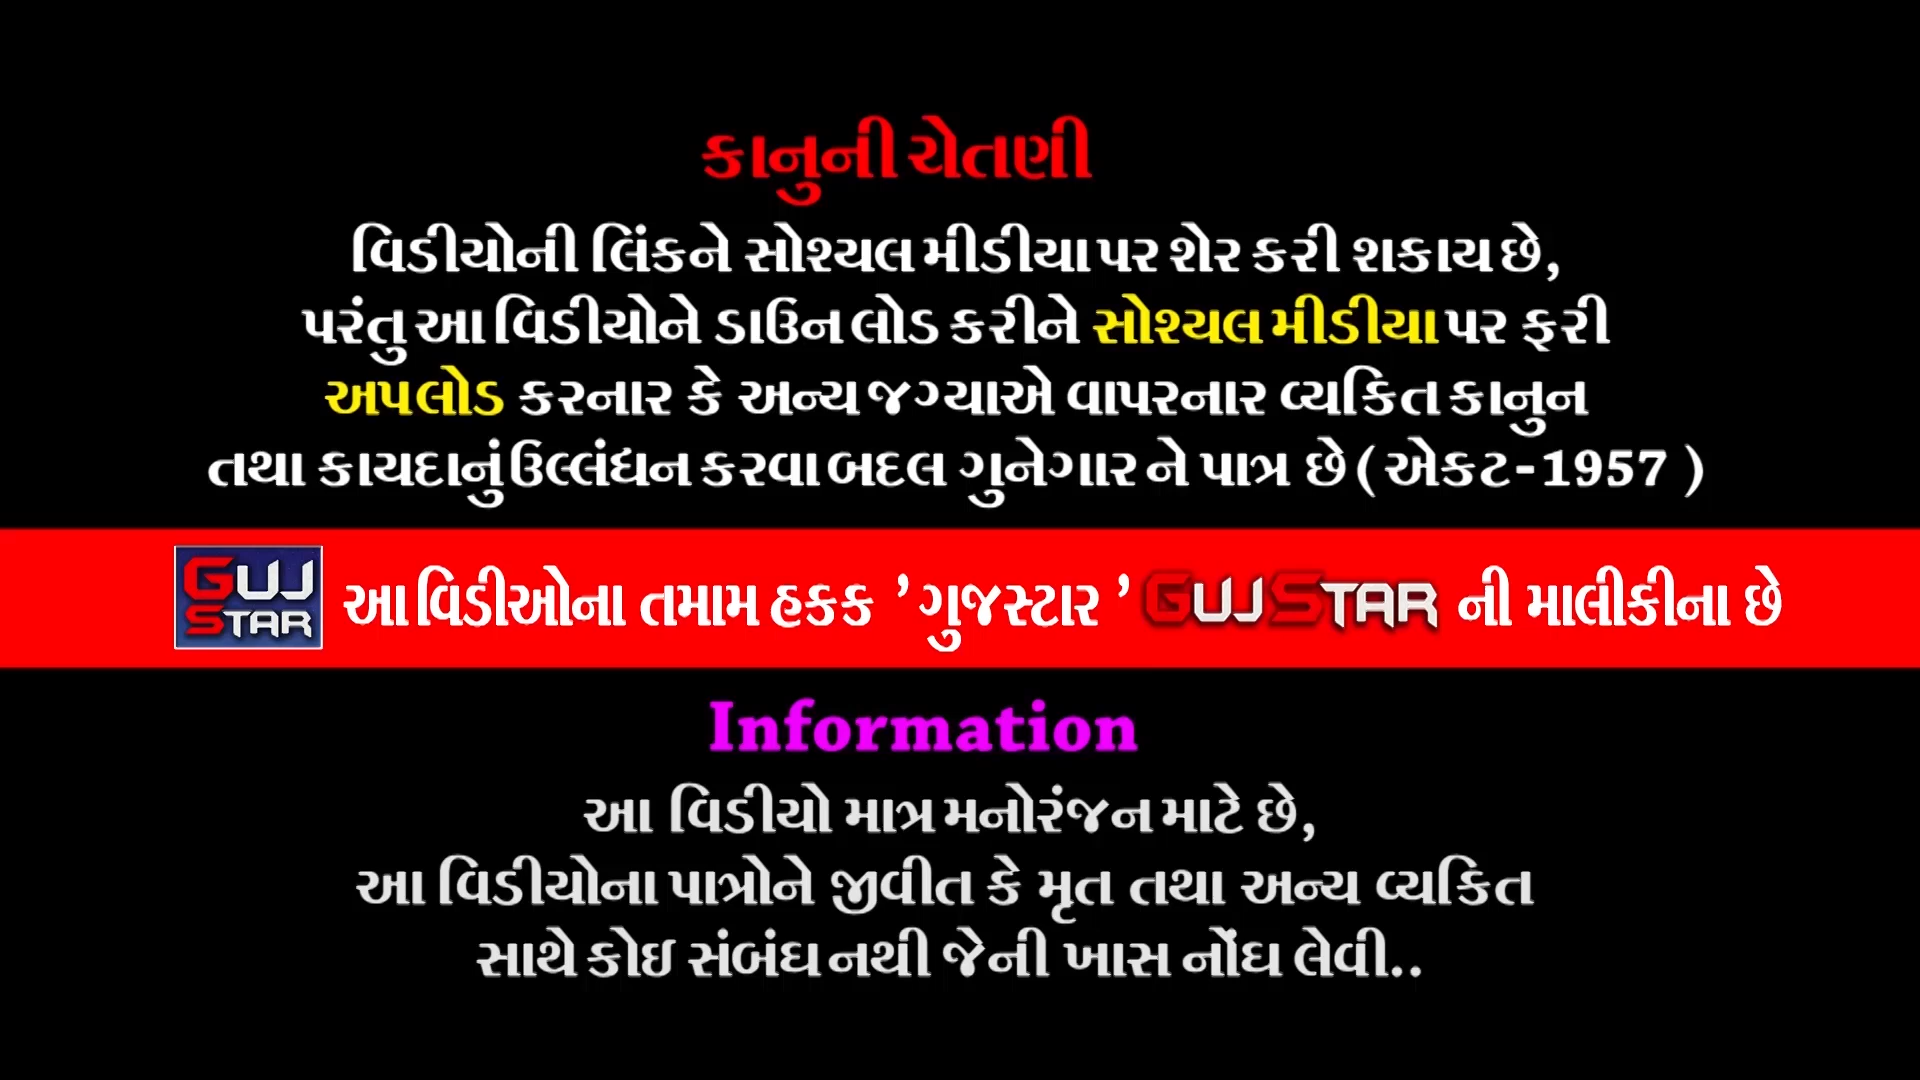 કાનુની ચેતણી
વિડીયોની લિંકને સોશ્યલ મીડીયા પર શેર કરી શકાય છે,
પરંતુ આ વિડીયોને ડાઉન લોડ કરીને સોશ્યલ મીડીયા પર ફરી
અપલોડ કરનાર કે અન્ય જગ્યાએ વાપરનાર વ્યકિત કાનુન
તથા કાયદાનું ઉલ્લંઘન કરવા બદલ ગુનેગાર ને પાત્ર છે ( એકટ-1957 )
GUJ STAR આ વિડીઓના તમામ હકક ’ ગુજસ્ટાર ’ GUJ STAR ની માલીકીના છે
Information
આ વિડીયો માત્ર મનોરંજન માટે છે,
આ વિડીયોના પાત્રોને જીવીત કે મૃત તથા અન્ય વ્યકિત
સાથે કોઇ સંબંઘ નથી જેની ખાસ નોંઘ લેવી..